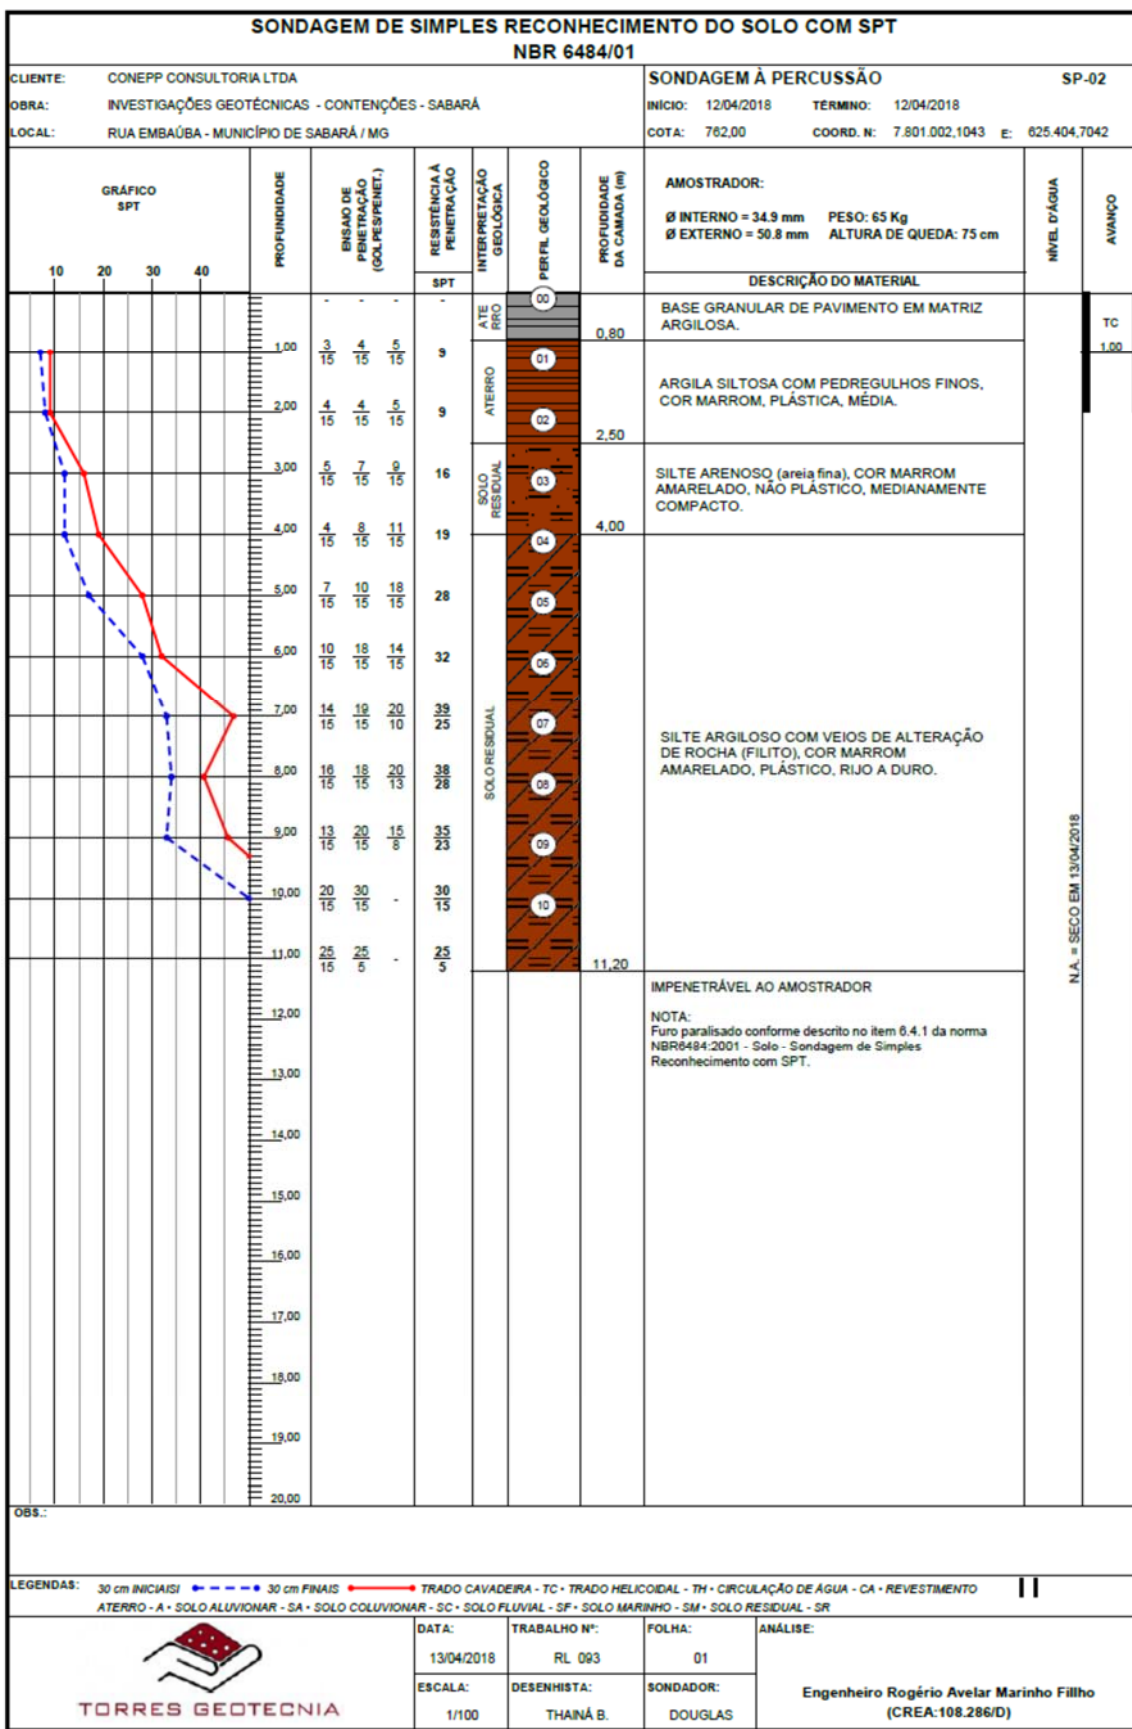 SONDAGEM DE SIMPLES RECONHECIMENTO DO SOLO COM SPT
NBR 6484/01
CLIENTE: CONEPP CONSULTORIA LTDA
OBRA: INVESTIGAÇÕES GEOTÉCNICAS - CONTENÇÕES - SABARÁ
LOCAL: RUA EMBAÚBA - MUNICÍPIO DE SABARÁ / MG
SONDAGEM À PERCUSSÃO SP-02
INÍCIO: 12/04/2018 TÉRMINO: 12/04/2018
COTA: 762,00 COORD. N: 7.801.002,1043 E: 625.404,7042
GRÁFICO
SPT
10 20 30 40
PROFUNDIDADE
ENSAIO DE
PENETRAÇÃO
(GOLPES/PENET.)
RESISTÊNCIA À
PENETRAÇÃO
SPT
INTERPRETAÇÃO
GEOLÓGICA
PERFIL GEOLÓGICO
PROFUDIDADE
DA CAMADA (m)
AMOSTRADOR:
Ø INTERNO = 34.9 mm PESO: 65 Kg
Ø EXTERNO = 50.8 mm ALTURA DE QUEDA: 75 cm
DESCRIÇÃO DO MATERIAL
NÍVEL D'ÁGUA
AVANÇO
- - - -
ATE
RRO
00
0,80
BASE GRANULAR DE PAVIMENTO EM MATRIZ
ARGILOSA.
TC
1,00
1,00 3/15 4/15 5/15 9 01
2,00 4/15 4/15 5/15 9 02
ATERRO
2,50
ARGILA SILTOSA COM PEDREGULHOS FINOS,
COR MARROM, PLÁSTICA, MÉDIA.
3,00 5/15 7/15 9/15 16 03
SOLO
RESIDUAL
4,00
SILTE ARENOSO (areia fina), COR MARROM
AMARELADO, NÃO PLÁSTICO, MEDIANAMENTE
COMPACTO.
4,00 4/15 8/15 11/15 19 04
5,00 7/15 10/15 18/15 28 05
6,00 10/15 18/15 14/15 32 06
7,00 14/15 19/15 20/10 39/25 07
8,00 16/15 18/15 20/13 38/28 08
9,00 13/15 20/15 15/8 35/23 09
10,00 20/15 30/15 - 30/15 10
11,00 25/15 25/5 - 25/5
SOLO RESIDUAL
11,20
SILTE ARGILOSO COM VEIOS DE ALTERAÇÃO
DE ROCHA (FILITO), COR MARROM
AMARELADO, PLÁSTICO, RIJO A DURO.
N.A. = SECO EM 13/04/2018
IMPENETRÁVEL AO AMOSTRADOR
NOTA:
Furo paralisado conforme descrito no item 6.4.1 da norma
NBR6484:2001 - Solo - Sondagem de Simples
Reconhecimento com SPT.
12,00
13,00
14,00
15,00
16,00
17,00
18,00
19,00
20,00
OBS.:
LEGENDAS: 30 cm INICIAISI 30 cm FINAIS TRADO CAVADEIRA - TC • TRADO HELICOIDAL - TH • CIRCULAÇÃO DE ÁGUA - CA • REVESTIMENTO
ATERRO - A • SOLO ALUVIONAR - SA • SOLO COLUVIONAR - SC • SOLO FLUVIAL - SF • SOLO MARINHO - SM • SOLO RESIDUAL - SR
TORRES GEOTECNIA
DATA: TRABALHO Nº: FOLHA: ANÁLISE:
13/04/2018 RL 093 01
ESCALA: DESENHISTA: SONDADOR:
1/100 THAINÁ B. DOUGLAS
Engenheiro Rogério Avelar Marinho Fillho
(CREA:108.286/D)